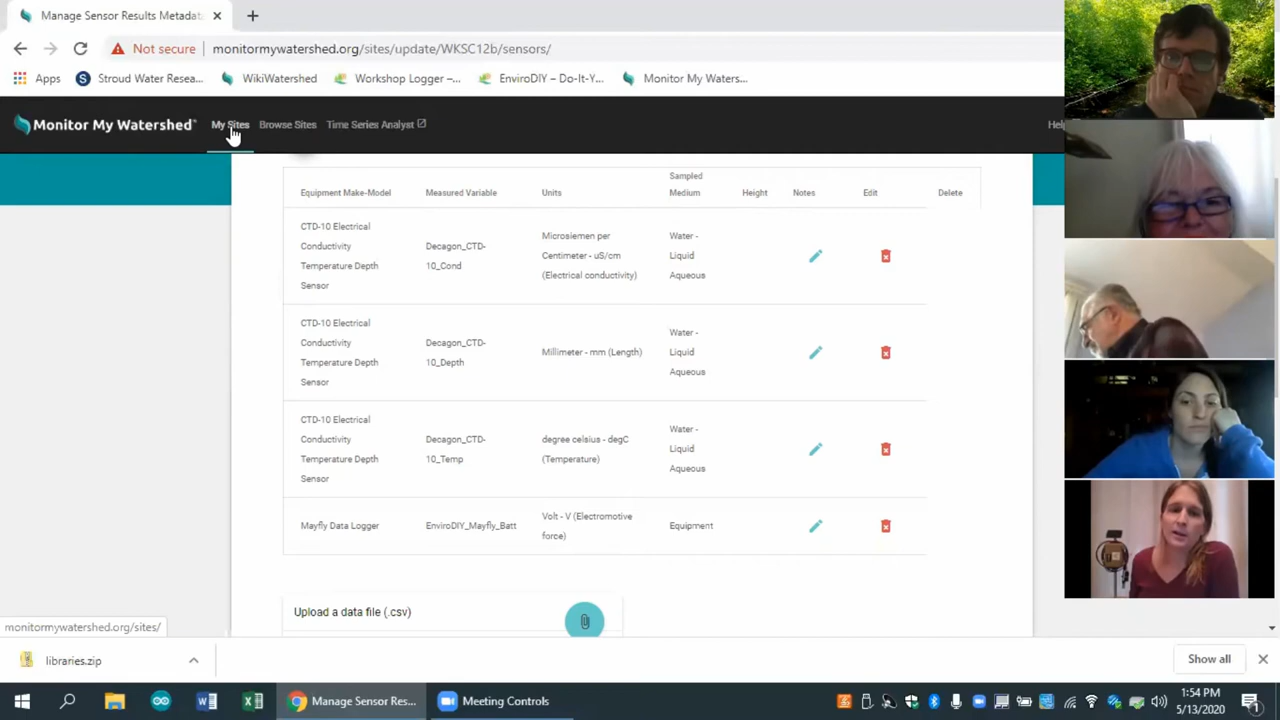 Manage Sensor Results Metada
Not secure monitormywatershed.org/sites/update/WKSC12b/sensors/
Apps Stroud Water Resea... WikiWatershed Workshop Logger –... EnviroDIY – Do-It-Y... Monitor My Waters...
Monitor My Watershed™ My Sites Browse Sites Time Series Analyst Hel
Equipment Make-Model Measured Variable Units Sampled Medium Height Notes Edit Delete
CTD-10 Electrical
Conductivity
Temperature Depth
Sensor
Decagon_CTD-
10_Cond
Microsiemen per
Centimeter - uS/cm
(Electrical conductivity)
Water -
Liquid
Aqueous
CTD-10 Electrical
Conductivity
Temperature Depth
Sensor
Decagon_CTD-
10_Depth
Millimeter - mm (Length)
Water -
Liquid
Aqueous
CTD-10 Electrical
Conductivity
Temperature Depth
Sensor
Decagon_CTD-
10_Temp
degree celsius - degC
(Temperature)
Water -
Liquid
Aqueous
Mayfly Data Logger
EnviroDIY_Mayfly_Batt
Volt - V (Electromotive
force)
Equipment
Upload a data file (.csv)
monitormywatershed.org/sites/
libraries.zip
Show all
Manage Sensor Res...
Meeting Controls
1:54 PM
5/13/2020